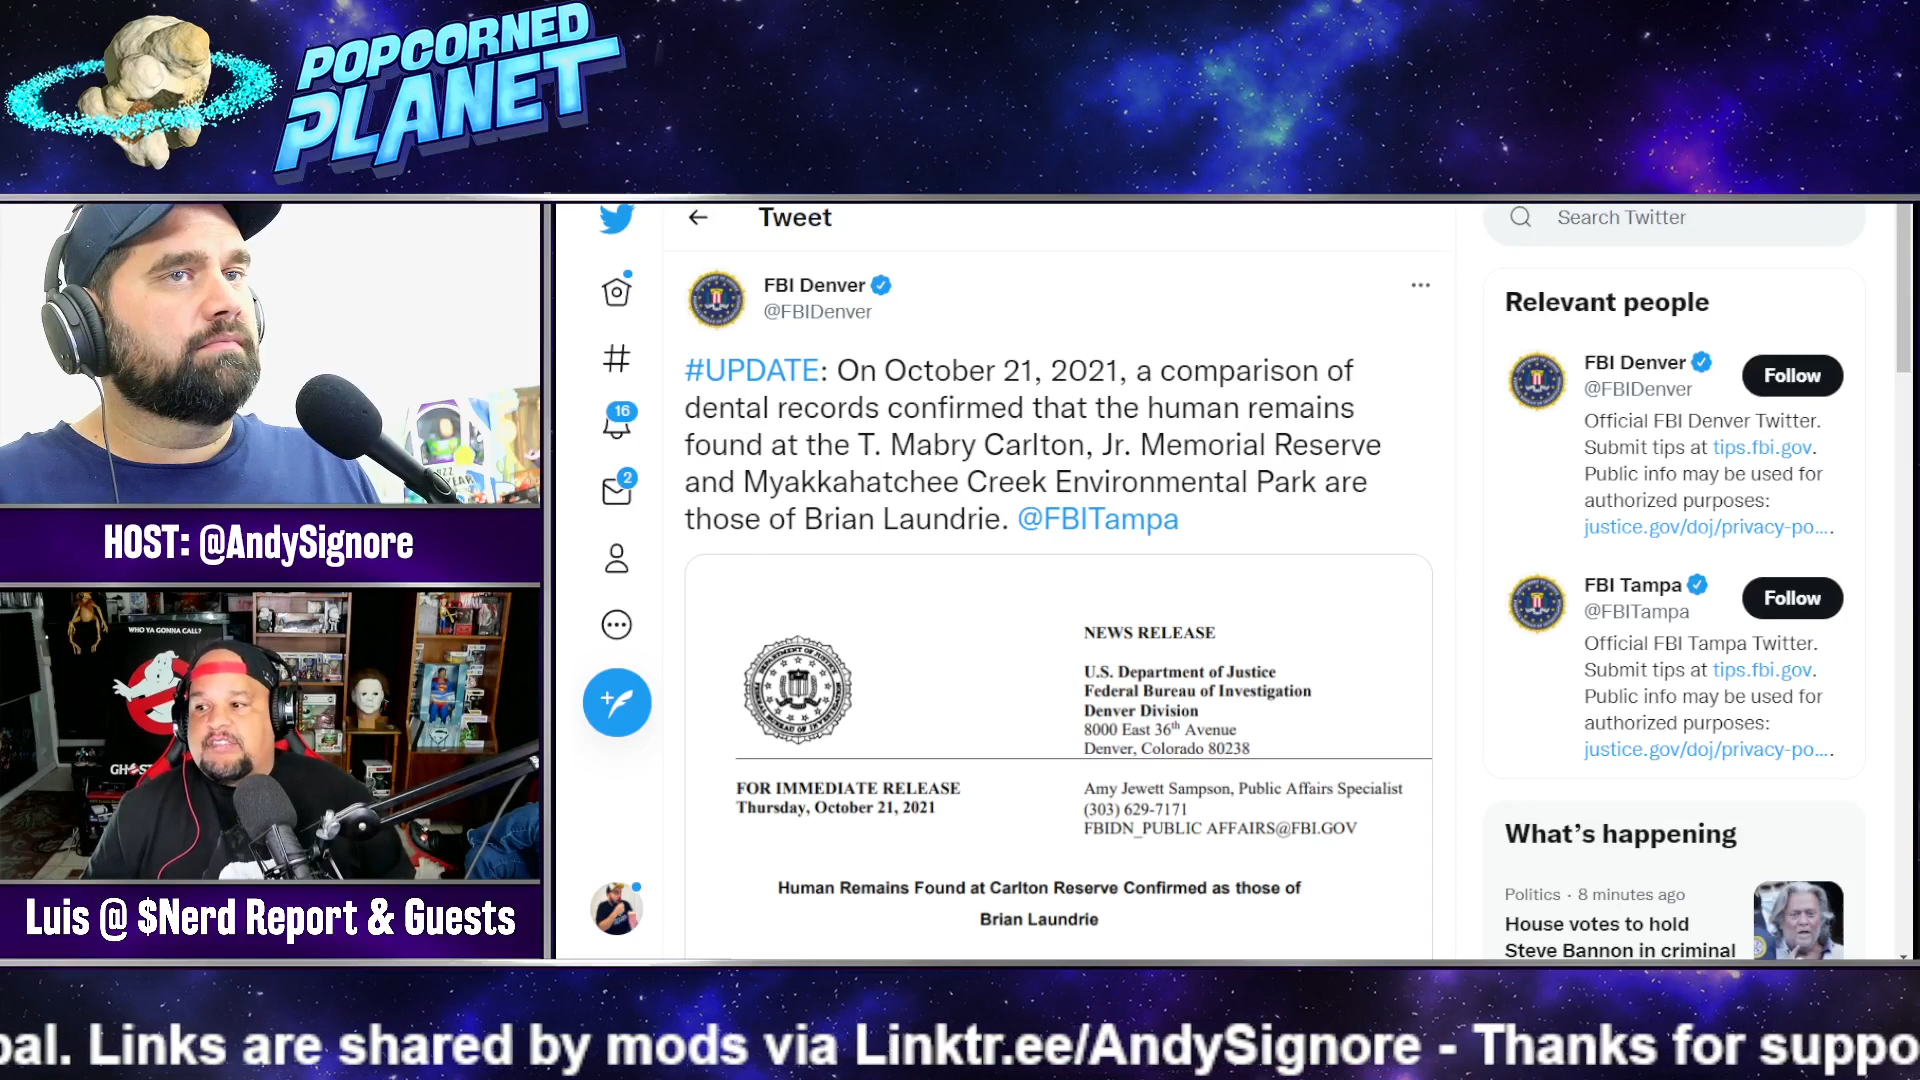 POPCORNED
PLANET
HOST: @AndySignore
WHO YA GONNA CALL?
Luis @ $Nerd Report & Guests
Tweet
16
2
FBI Denver
@FBIDenver
#UPDATE: On October 21, 2021, a comparison of
dental records confirmed that the human remains
found at the T. Mabry Carlton, Jr. Memorial Reserve
and Myakkahatchee Creek Environmental Park are
those of Brian Laundrie. @FBITampa
NEWS RELEASE
U.S. Department of Justice
Federal Bureau of Investigation
Denver Division
8000 East 36th Avenue
Denver, Colorado 80238
FOR IMMEDIATE RELEASE
Thursday, October 21, 2021
Amy Jewett Sampson, Public Affairs Specialist
(303) 629-7171
FBIDN_PUBLIC AFFAIRS@FBI.GOV
Human Remains Found at Carlton Reserve Confirmed as those of
Brian Laundrie
Search Twitter
Relevant people
FBI Denver
@FBIDenver
Follow
Official FBI Denver Twitter.
Submit tips at tips.fbi.gov.
Public info may be used for
authorized purposes:
justice.gov/doj/privacy-po….
FBI Tampa
@FBITampa
Follow
Official FBI Tampa Twitter.
Submit tips at tips.fbi.gov.
Public info may be used for
authorized purposes:
justice.gov/doj/privacy-po….
What's happening
Politics · 8 minutes ago
House votes to hold
Steve Bannon in criminal
pal. Links are shared by mods via Linktr.ee/AndySignore - Thanks for suppo